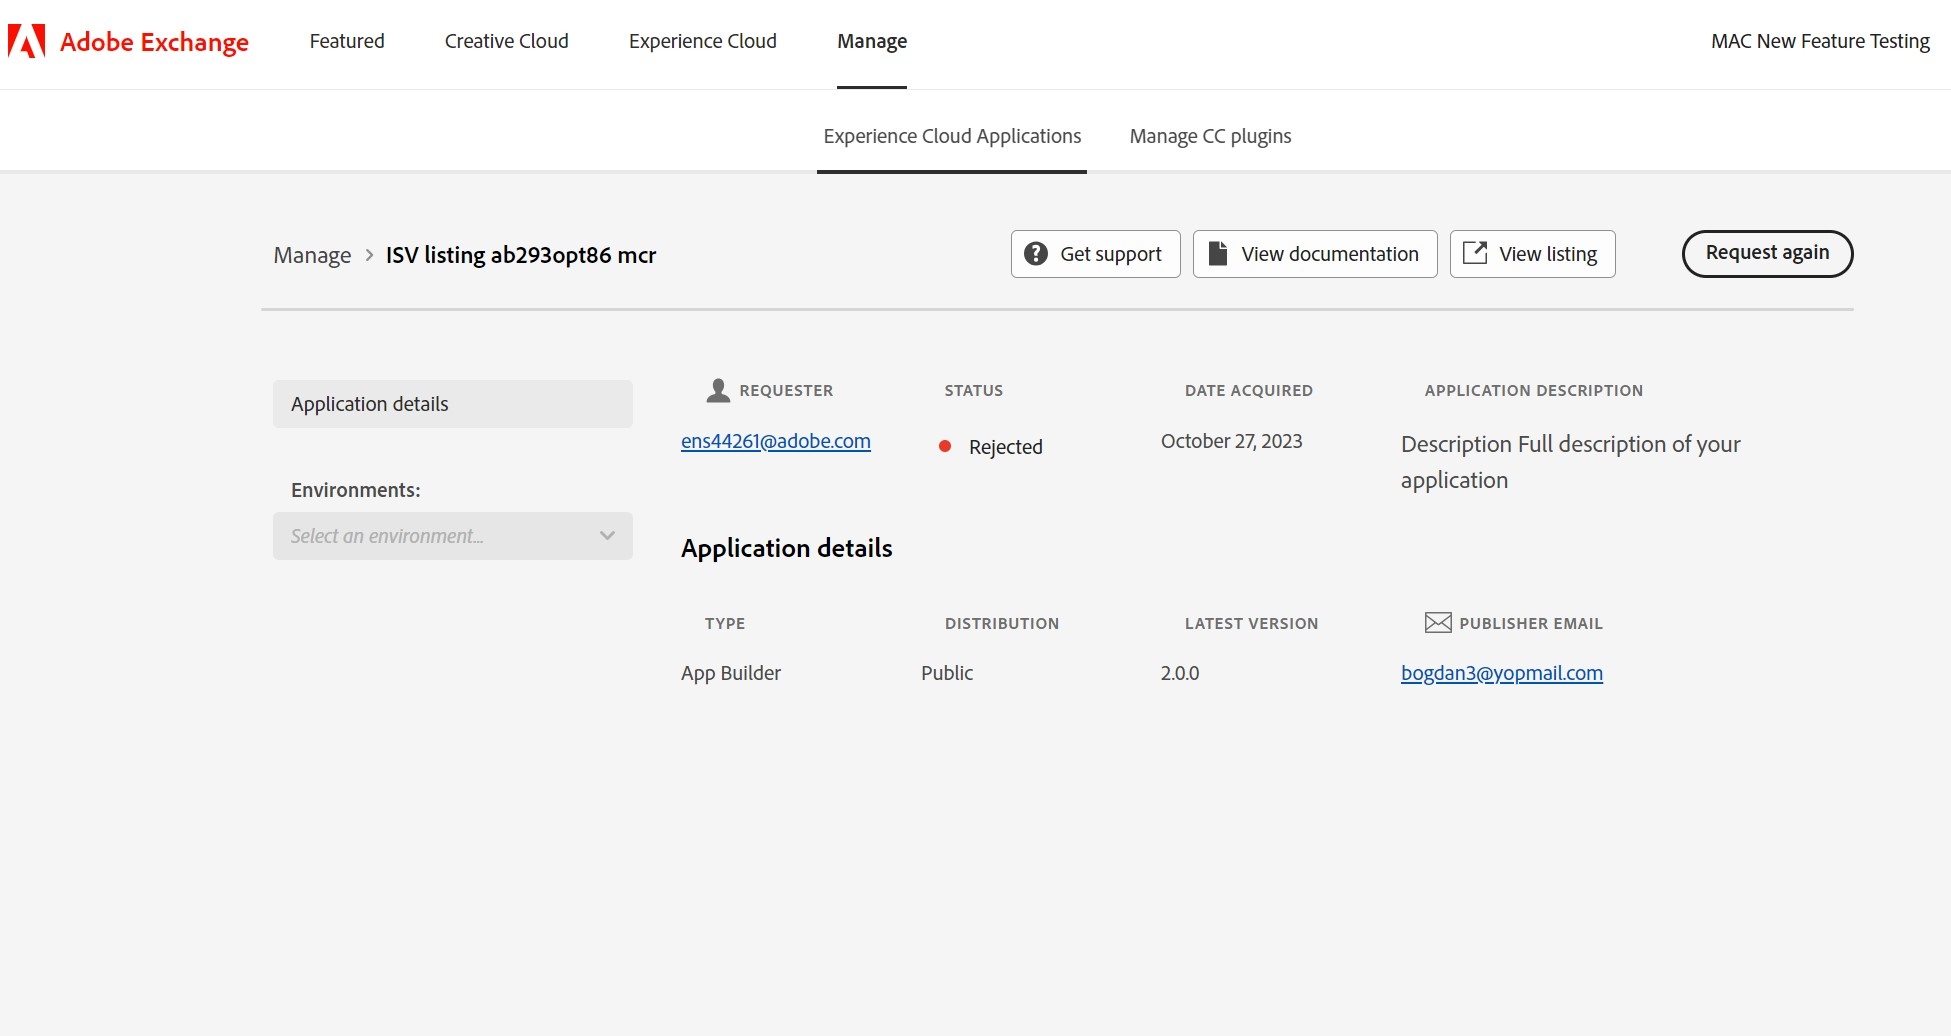 Adobe Exchange
Featured
Creative Cloud
Experience Cloud
Manage
MAC New Feature Testing
Experience Cloud Applications
Manage CC plugins
Manage > ISV listing ab293opt86 mcr
Get support
View documentation
View listing
Request again
Application details
Environments:
Select an environment...
REQUESTER
ens44261@adobe.com
STATUS
Rejected
DATE ACQUIRED
October 27, 2023
APPLICATION DESCRIPTION
Description Full description of your
application
Application details
TYPE
App Builder
DISTRIBUTION
Public
LATEST VERSION
2.0.0
PUBLISHER EMAIL
bogdan3@yopmail.com